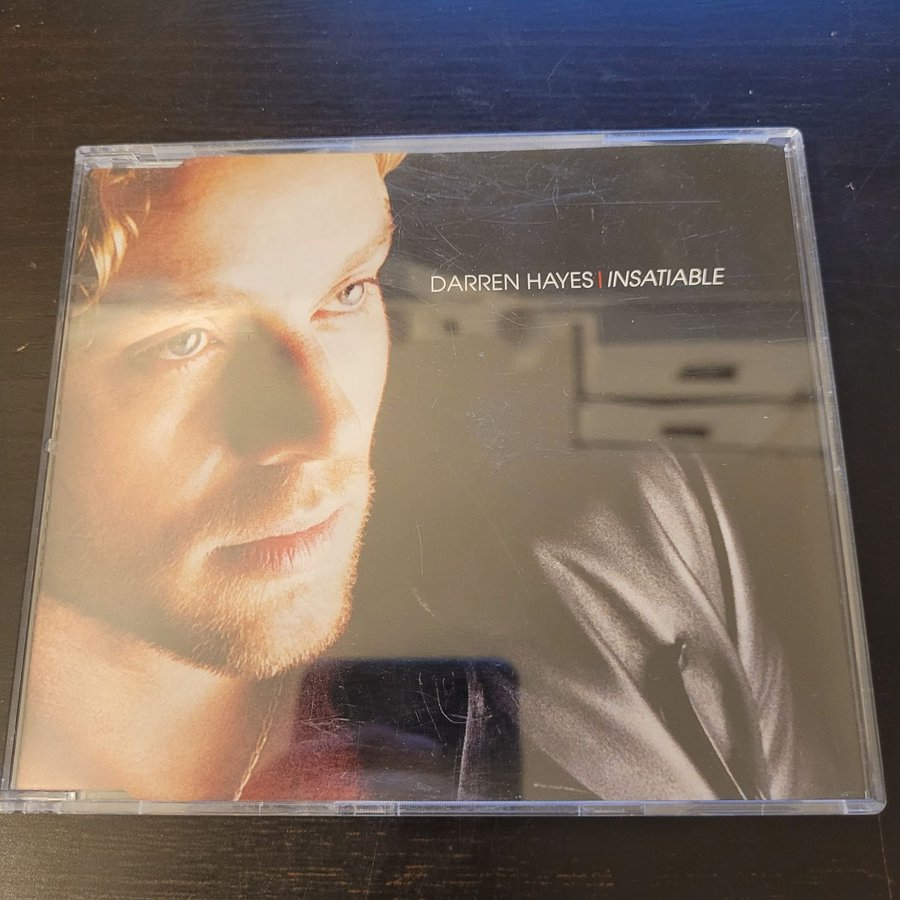 DARREN HAYES | INSATIABLE